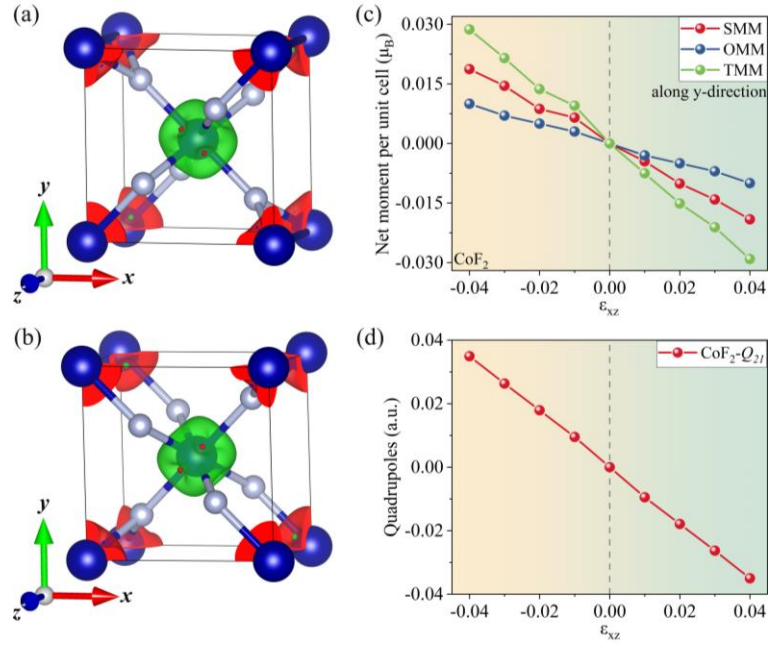 (a)
y
x
z
(b)
y
x
z
(c)
Net moment per unit cell (μB)
0.030
0.015
0.000
-0.015
-0.030
SMM
OMM
TMM
along y-direction
CoF2
-0.04 -0.02 0.00 0.02 0.04
εxz
(d)
Quadrupoles (a.u.)
0.04
0.02
0.00
-0.02
-0.04
CoF2-Q21
-0.04 -0.02 0.00 0.02 0.04
εxz